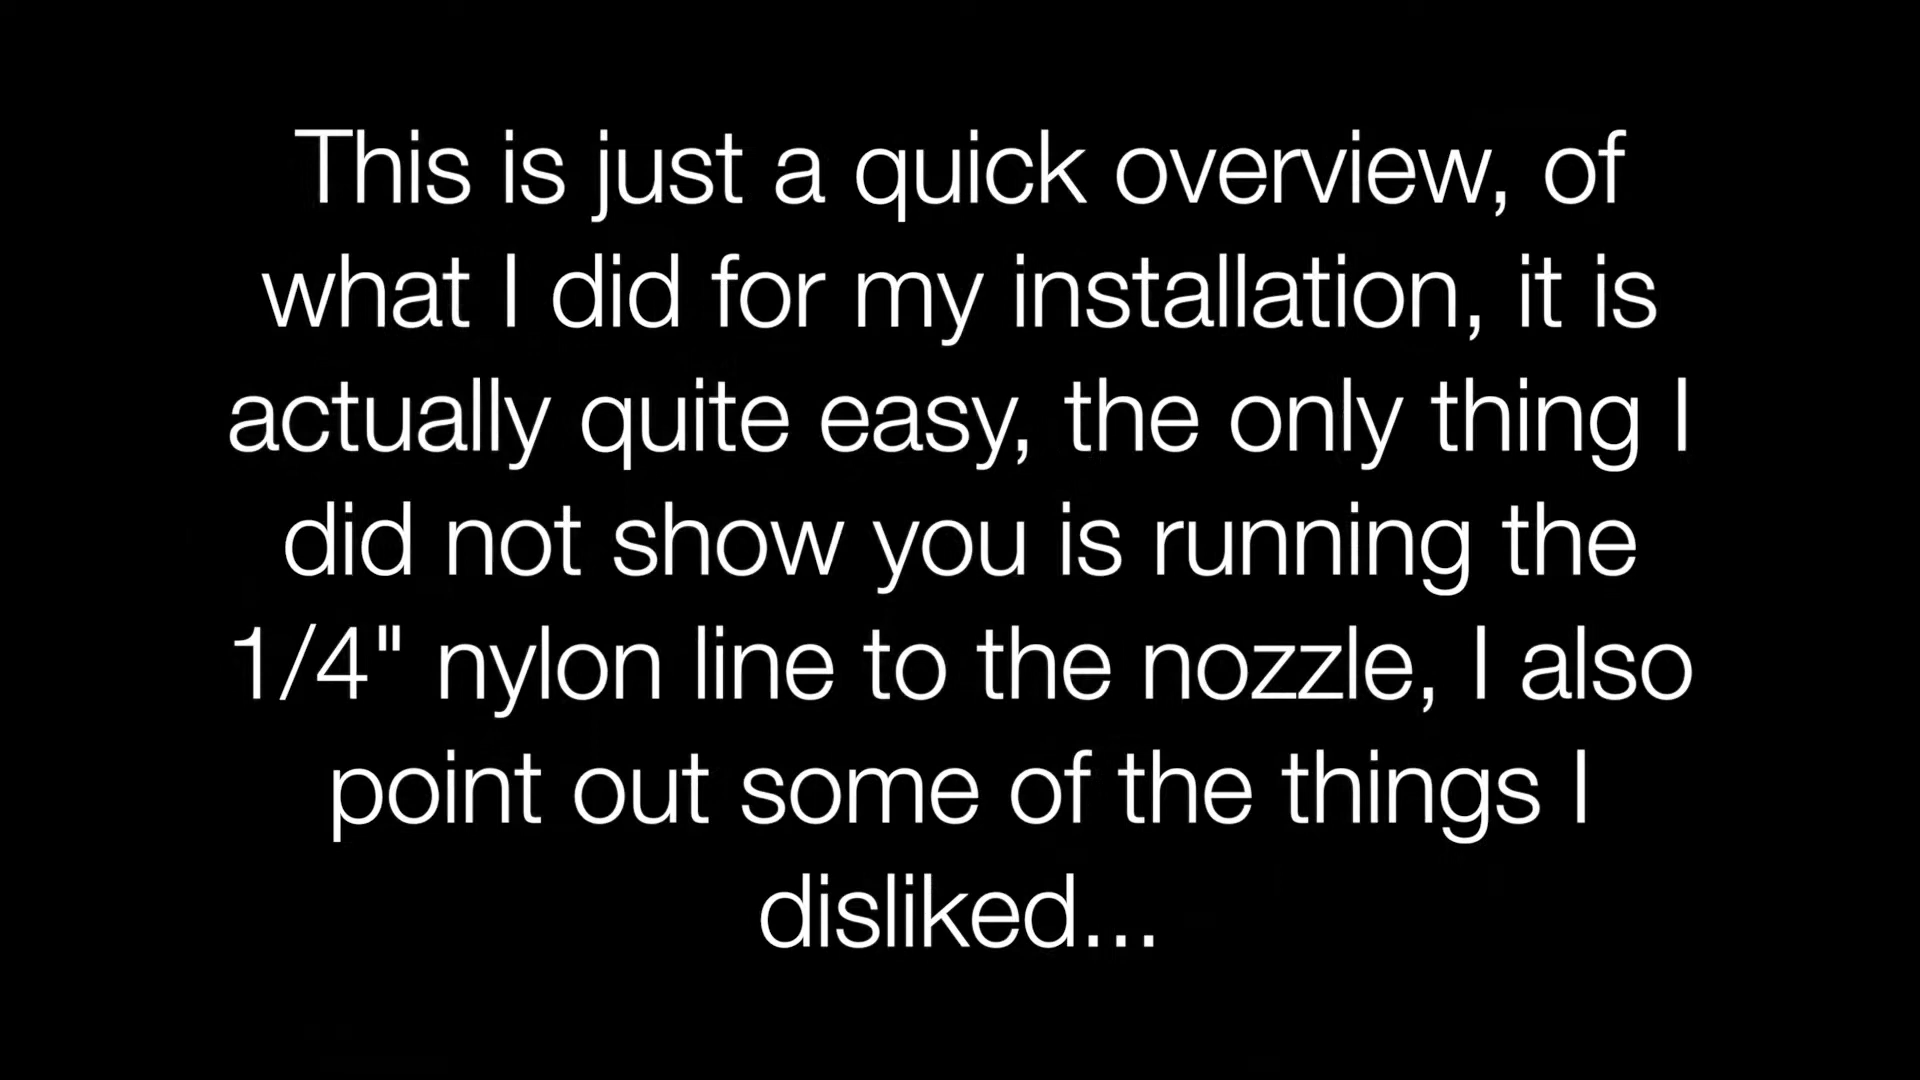 This is just a quick overview, of
what I did for my installation, it is
actually quite easy, the only thing I
did not show you is running the
1/4" nylon line to the nozzle, I also
point out some of the things I
disliked...